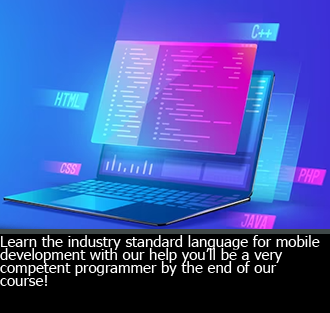 C++
HTML
CSS
PHP
JAVA
Learn the industry standard language for mobile
development with our help you'll be a very
competent programmer by the end of our
course!